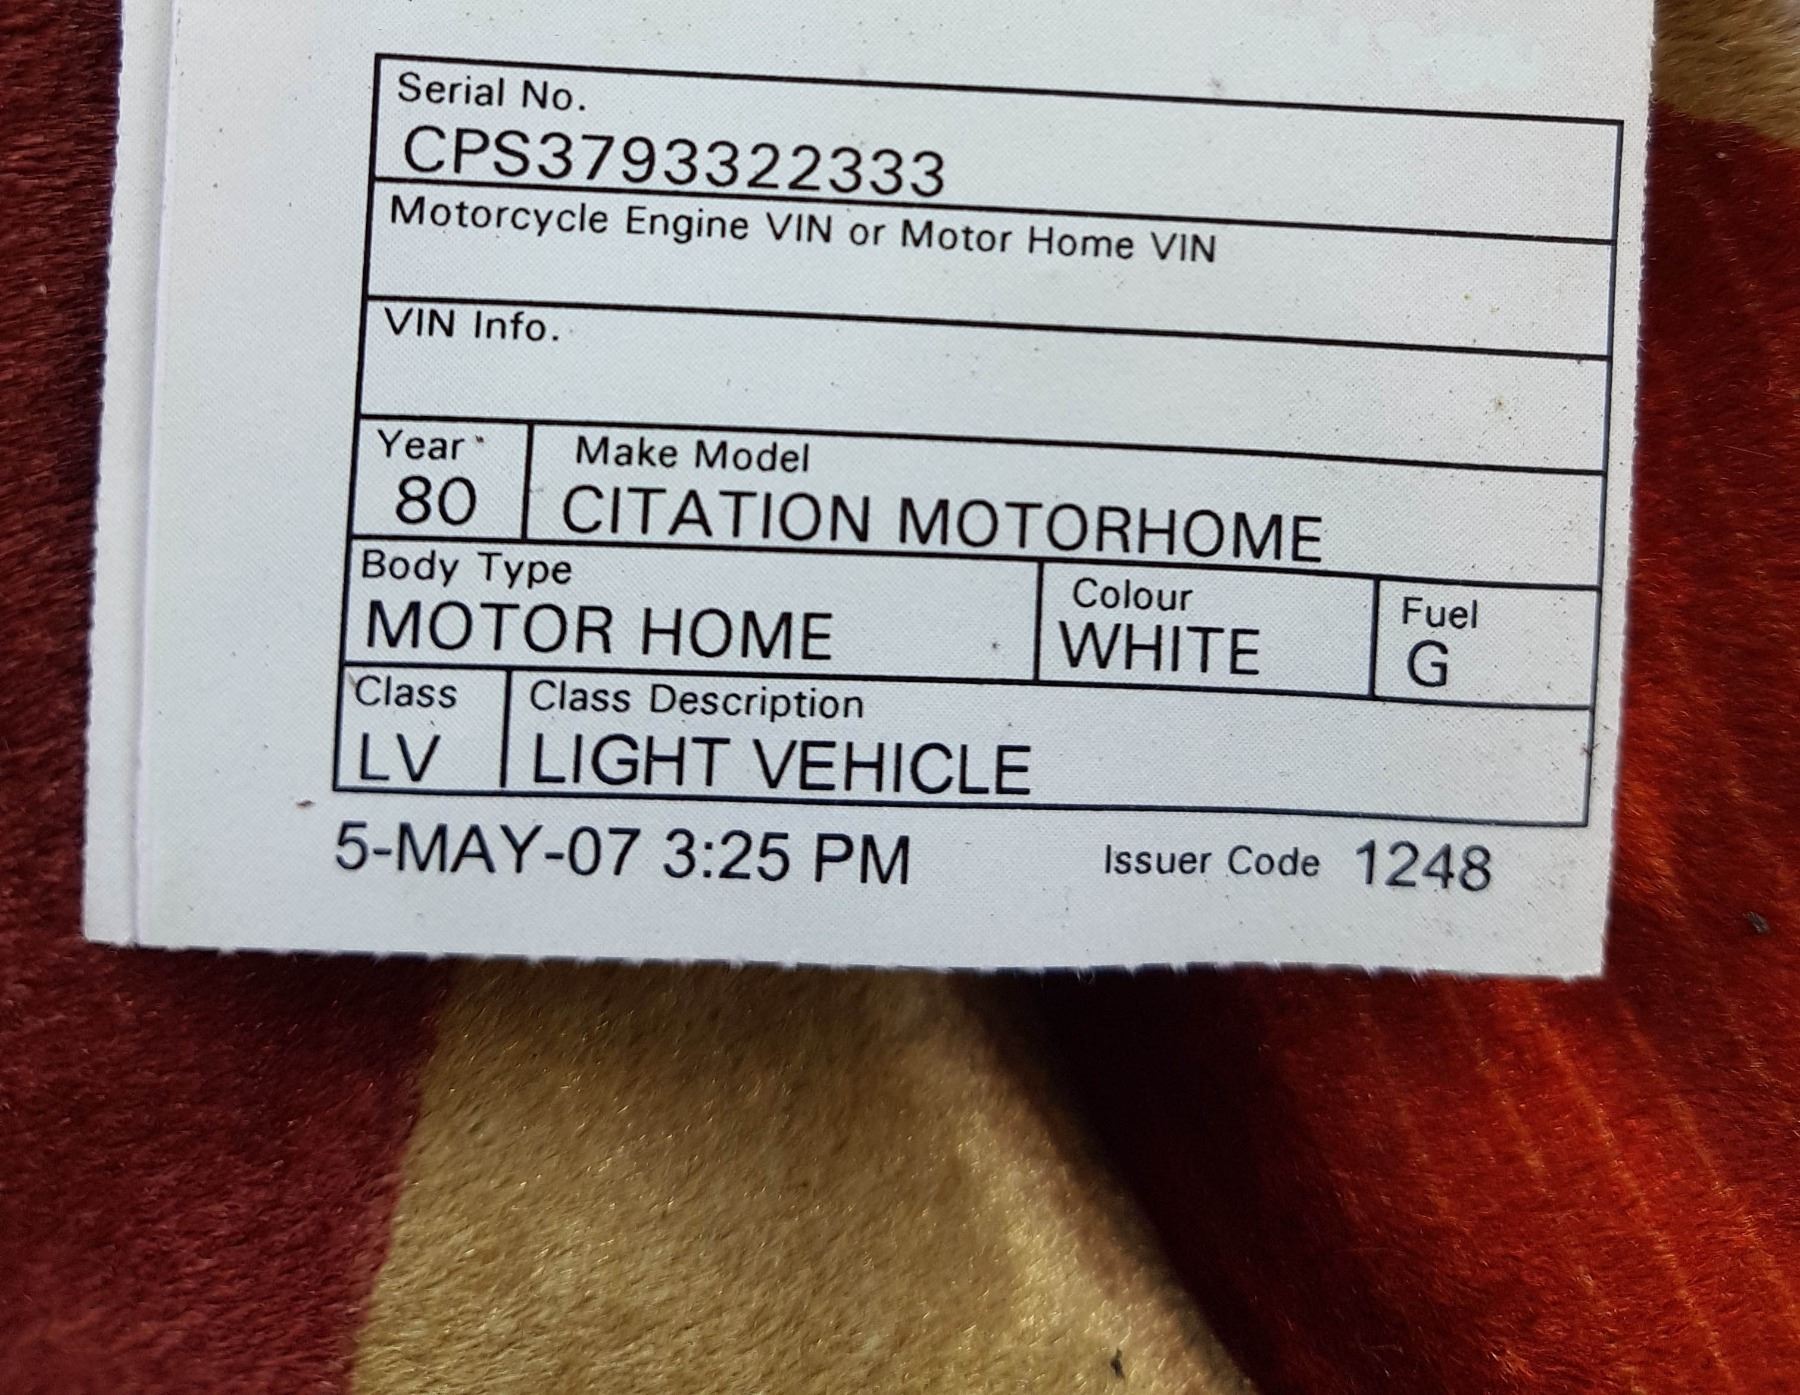 Serial No.
CPS3793322333
Motorcycle Engine VIN or Motor Home VIN
VIN Info.
Year Make Model
80 CITATION MOTORHOME
Body Type Colour Fuel
MOTOR HOME WHITE G
Class Class Description
LV LIGHT VEHICLE
5-MAY-07 3:25 PM Issuer Code 1248